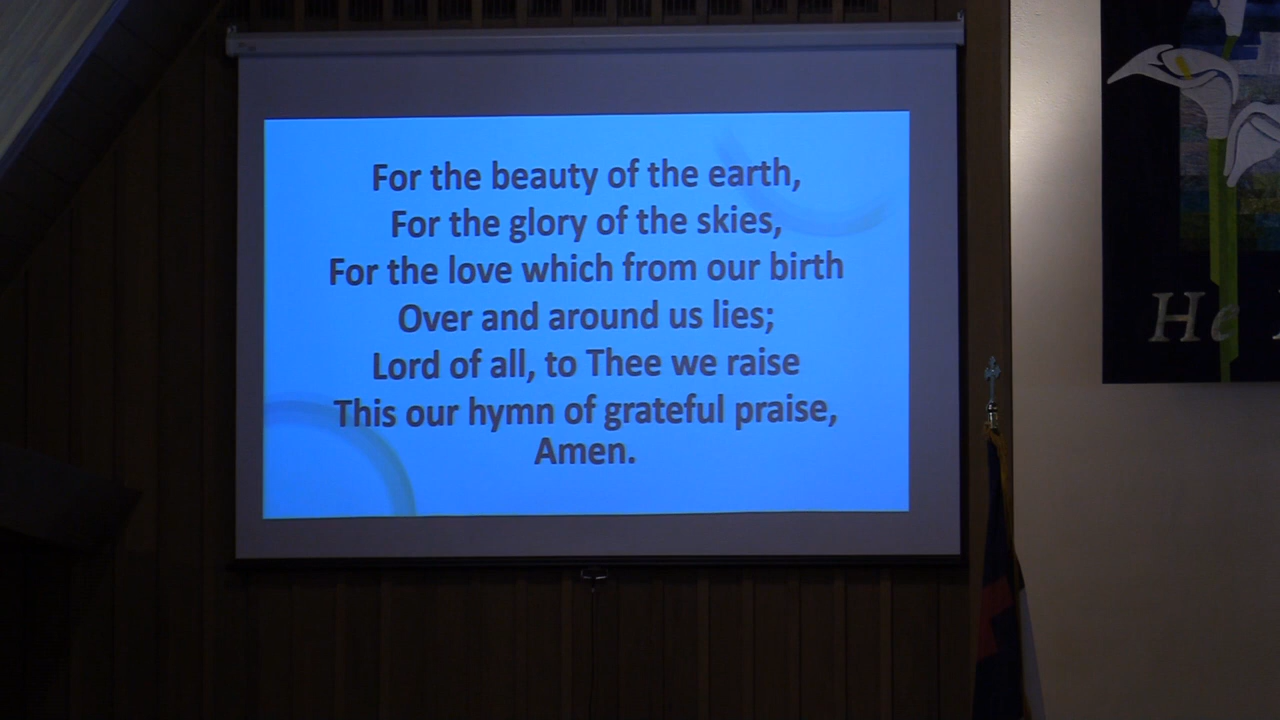 For the beauty of the earth,
For the glory of the skies,
For the love which from our birth
Over and around us lies;
Lord of all, to Thee we raise
This our hymn of grateful praise,
Amen.
He